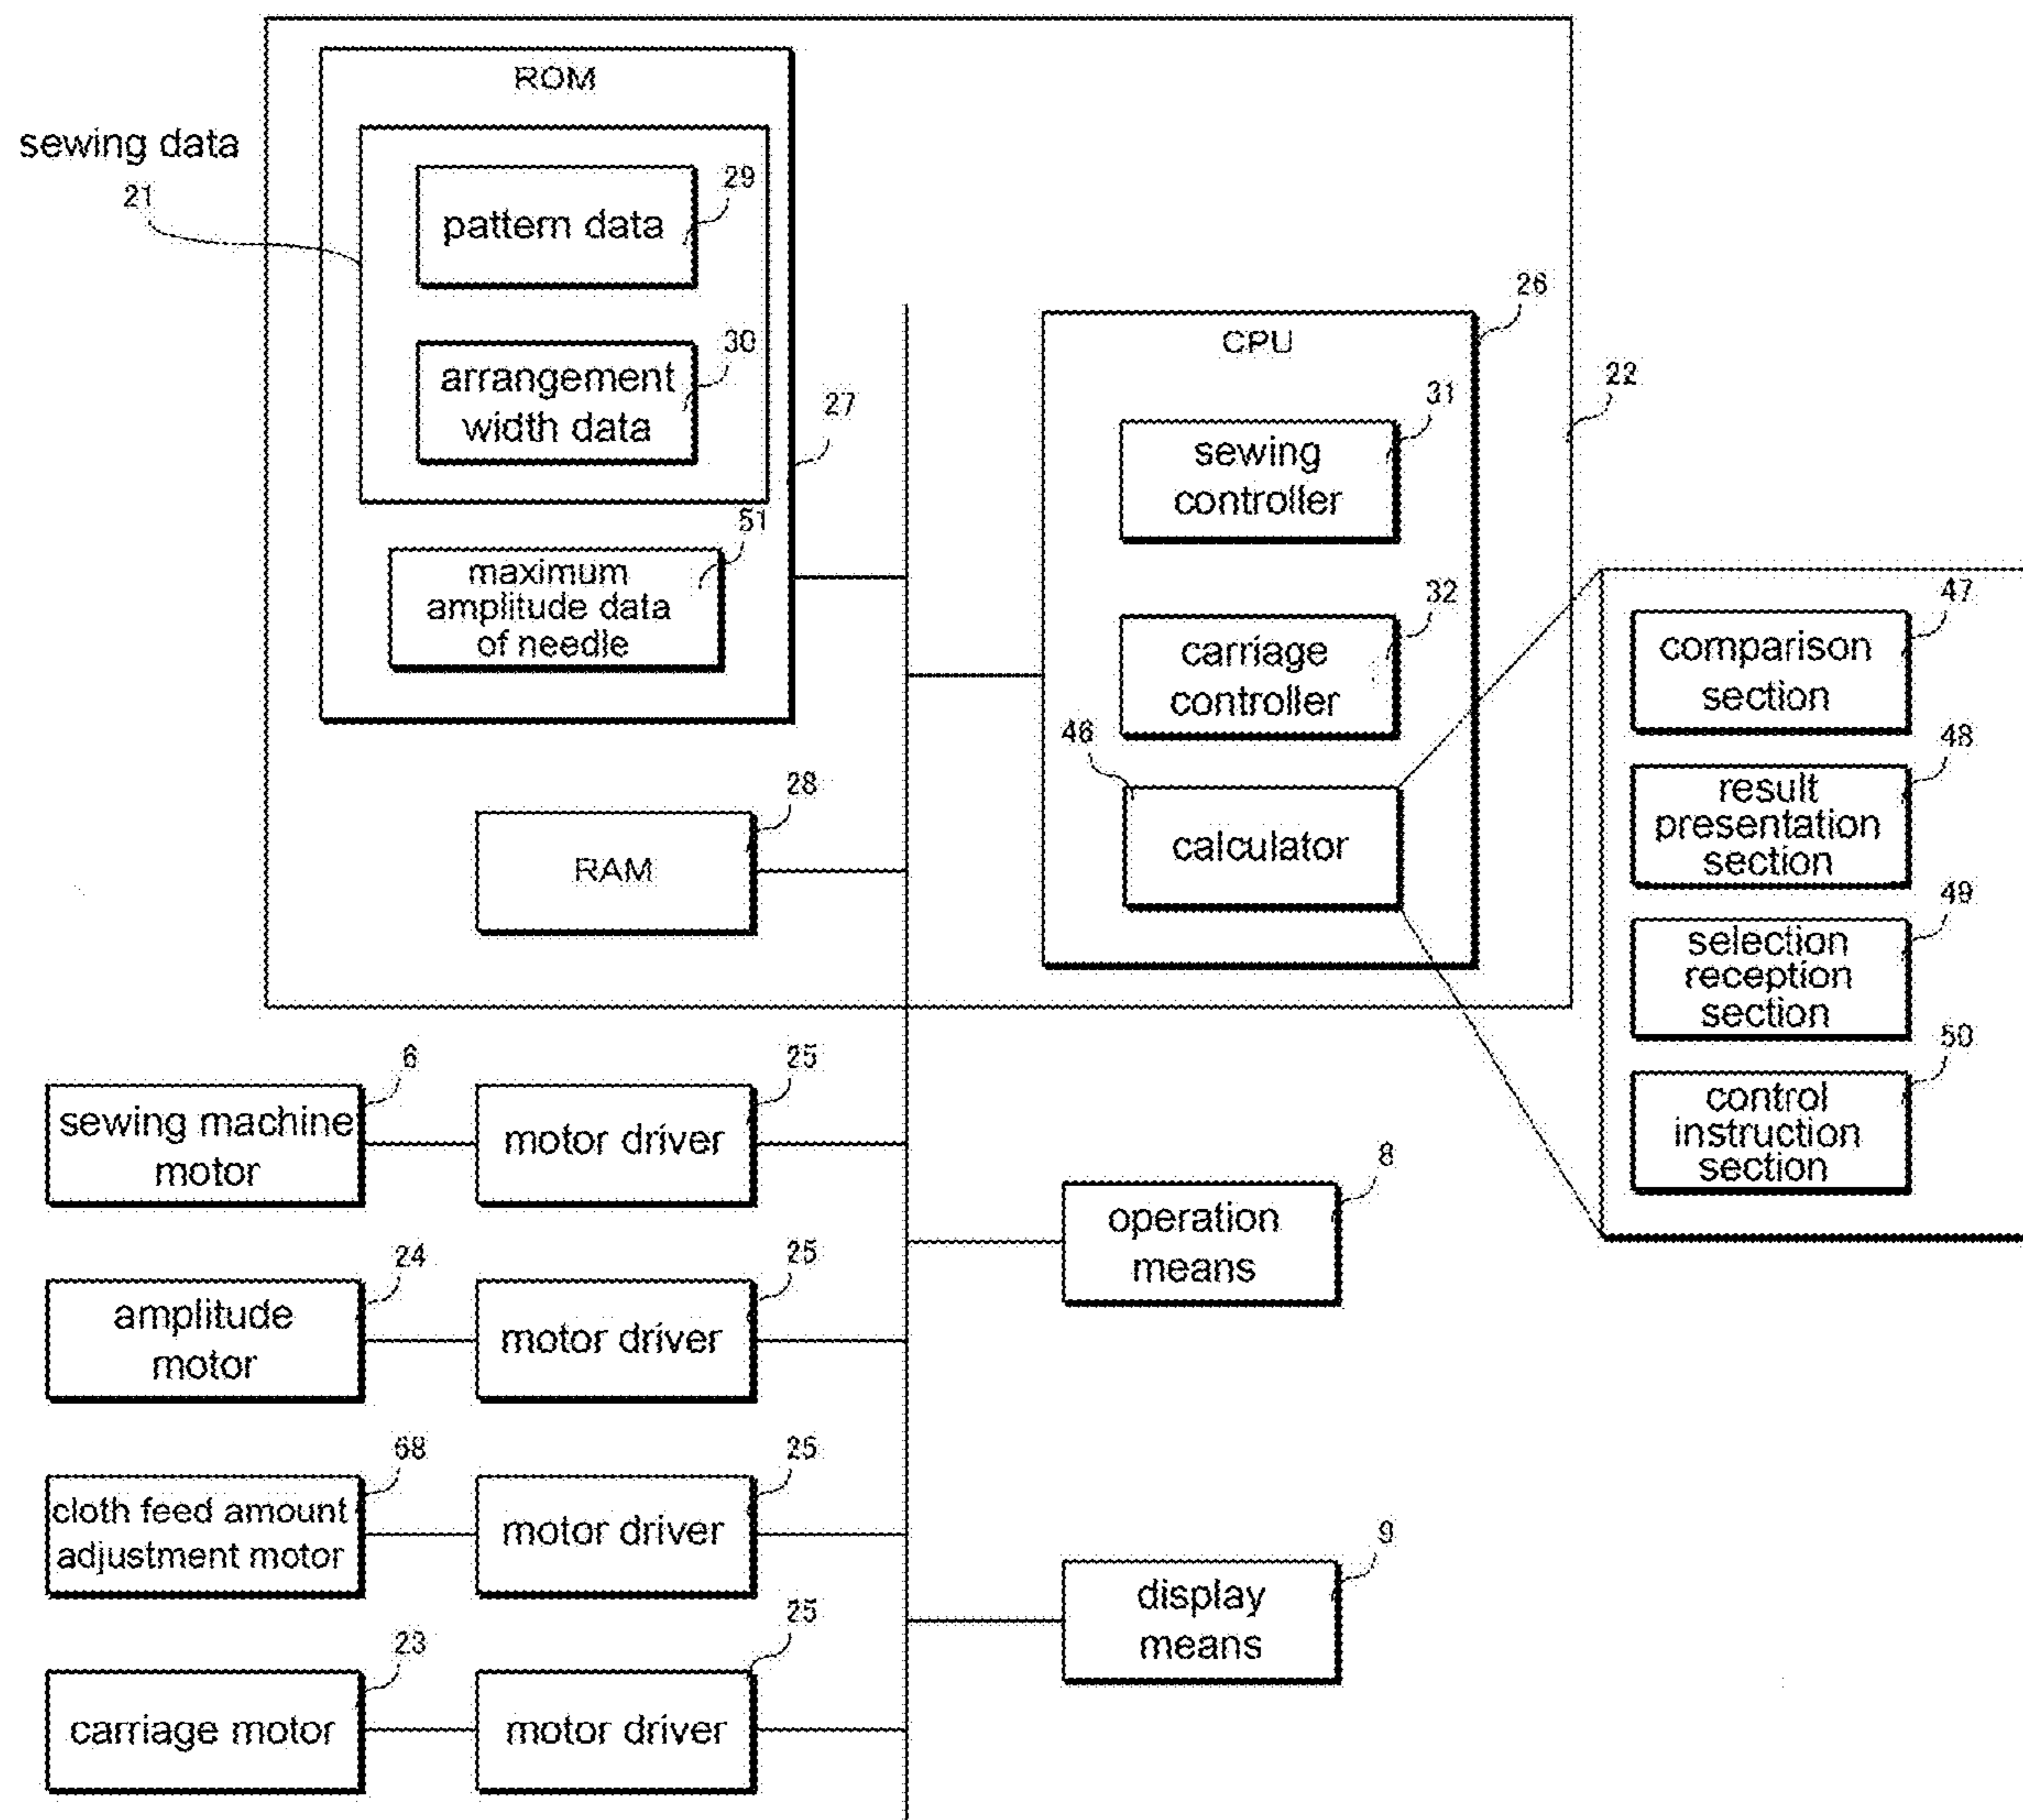 ROM
sewing data
21
pattern data
29
arrangement
width data
30
27
maximum
amplitude data
of needle
51
RAM
28
CPU
26
22
sewing
controller
31
carriage
controller
32
46
calculator
comparison
section
47
result
presentation
section
48
selection
reception
section
49
control
instruction
section
50
sewing machine
motor
6
motor driver
25
amplitude
motor
24
motor driver
25
cloth feed amount
adjustment motor
68
motor driver
25
carriage motor
23
motor driver
25
operation
means
8
display
means
9